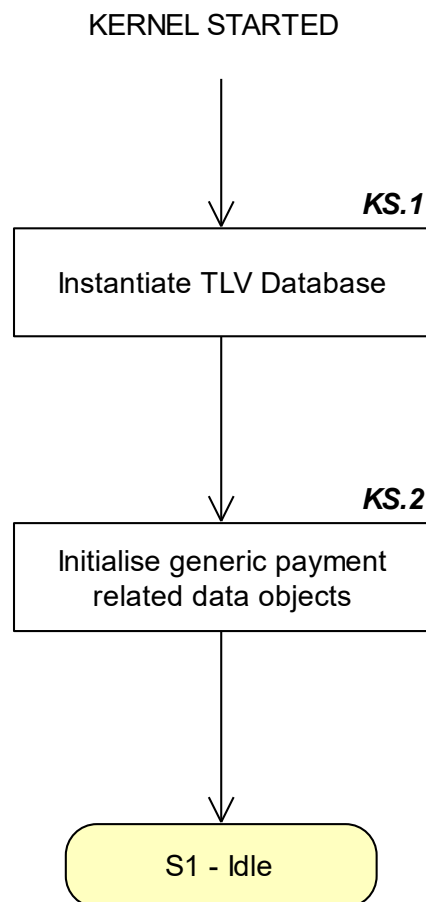 KERNEL STARTED
KS.1
Instantiate TLV Database
KS.2
Initialise generic payment
related data objects
S1 - Idle